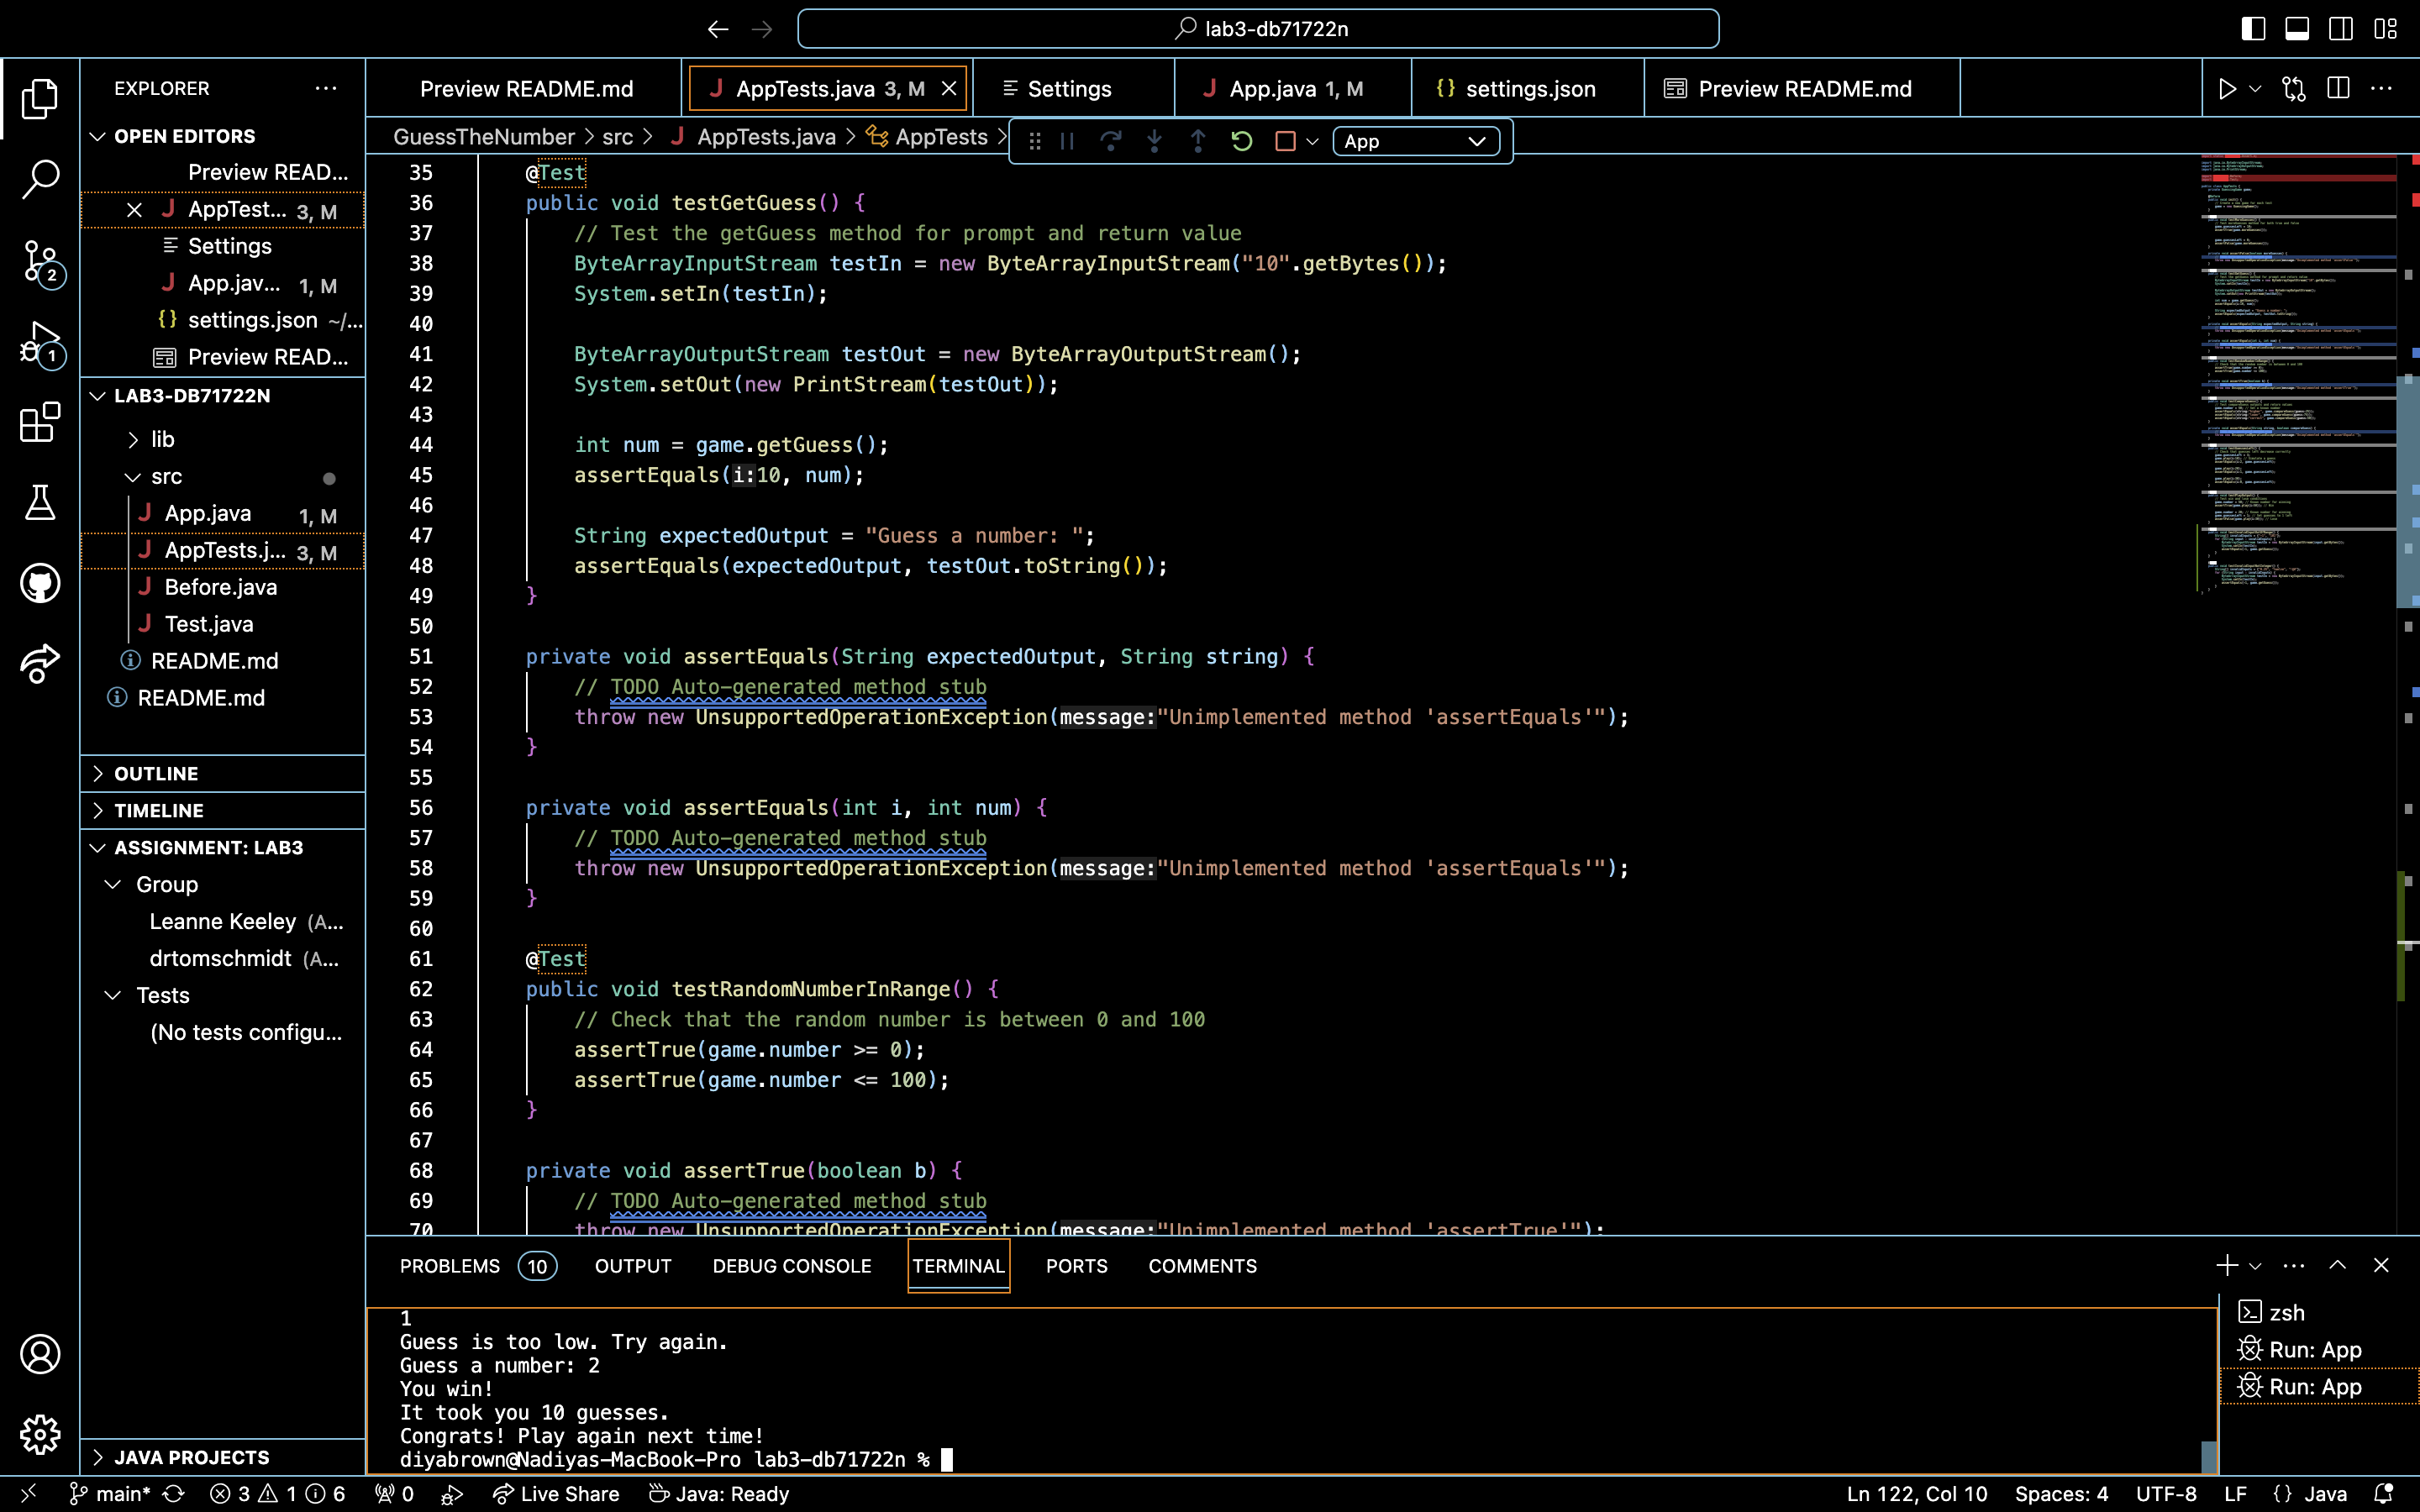 lab3-db71722n
EXPLORER
OPEN EDITORS
Preview READ...
AppTest... 3, M
Settings
App.jav... 1, M
settings.json ~/...
Preview READ...
LAB3-DB71722N
lib
src
App.java 1, M
AppTests.j... 3, M
Before.java
Test.java
README.md
README.md
OUTLINE
TIMELINE
ASSIGNMENT: LAB3
Group
Leanne Keeley (A...
drtomschmidt (A...
Tests
(No tests configu...
JAVA PROJECTS
2
1
Preview README.md
AppTests.java 3, M
Settings
App.java 1, M
settings.json
Preview README.md
GuessTheNumber > src > AppTests.java > AppTests >
App
35 @Test
36 public void testGetGuess() {
37 // Test the getGuess method for prompt and return value
38 ByteArrayInputStream testIn = new ByteArrayInputStream("10".getBytes());
39 System.setIn(testIn);
40
41 ByteArrayOutputStream testOut = new ByteArrayOutputStream();
42 System.setOut(new PrintStream(testOut));
43
44 int num = game.getGuess();
45 assertEquals(i:10, num);
46
47 String expectedOutput = "Guess a number: ";
48 assertEquals(expectedOutput, testOut.toString());
49 }
50
51 private void assertEquals(String expectedOutput, String string) {
52 // TODO Auto-generated method stub
53 throw new UnsupportedOperationException(message:"Unimplemented method 'assertEquals'");
54 }
55
56 private void assertEquals(int i, int num) {
57 // TODO Auto-generated method stub
58 throw new UnsupportedOperationException(message:"Unimplemented method 'assertEquals'");
59 }
60
61 @Test
62 public void testRandomNumberInRange() {
63 // Check that the random number is between 0 and 100
64 assertTrue(game.number >= 0);
65 assertTrue(game.number <= 100);
66 }
67
68 private void assertTrue(boolean b) {
69 // TODO Auto-generated method stub
70 throw new UnsupportedOperationException(message:"Unimplemented method 'assertTrue'");
PROBLEMS 10 OUTPUT DEBUG CONSOLE TERMINAL PORTS COMMENTS
1
Guess is too low. Try again.
Guess a number: 2
You win!
It took you 10 guesses.
Congrats! Play again next time!
diyabrown@Nadiyas-MacBook-Pro lab3-db71722n %
zsh
Run: App
Run: App
main* 3 1 6 0 Live Share Java: Ready Ln 122, Col 10 Spaces: 4 UTF-8 LF {} Java